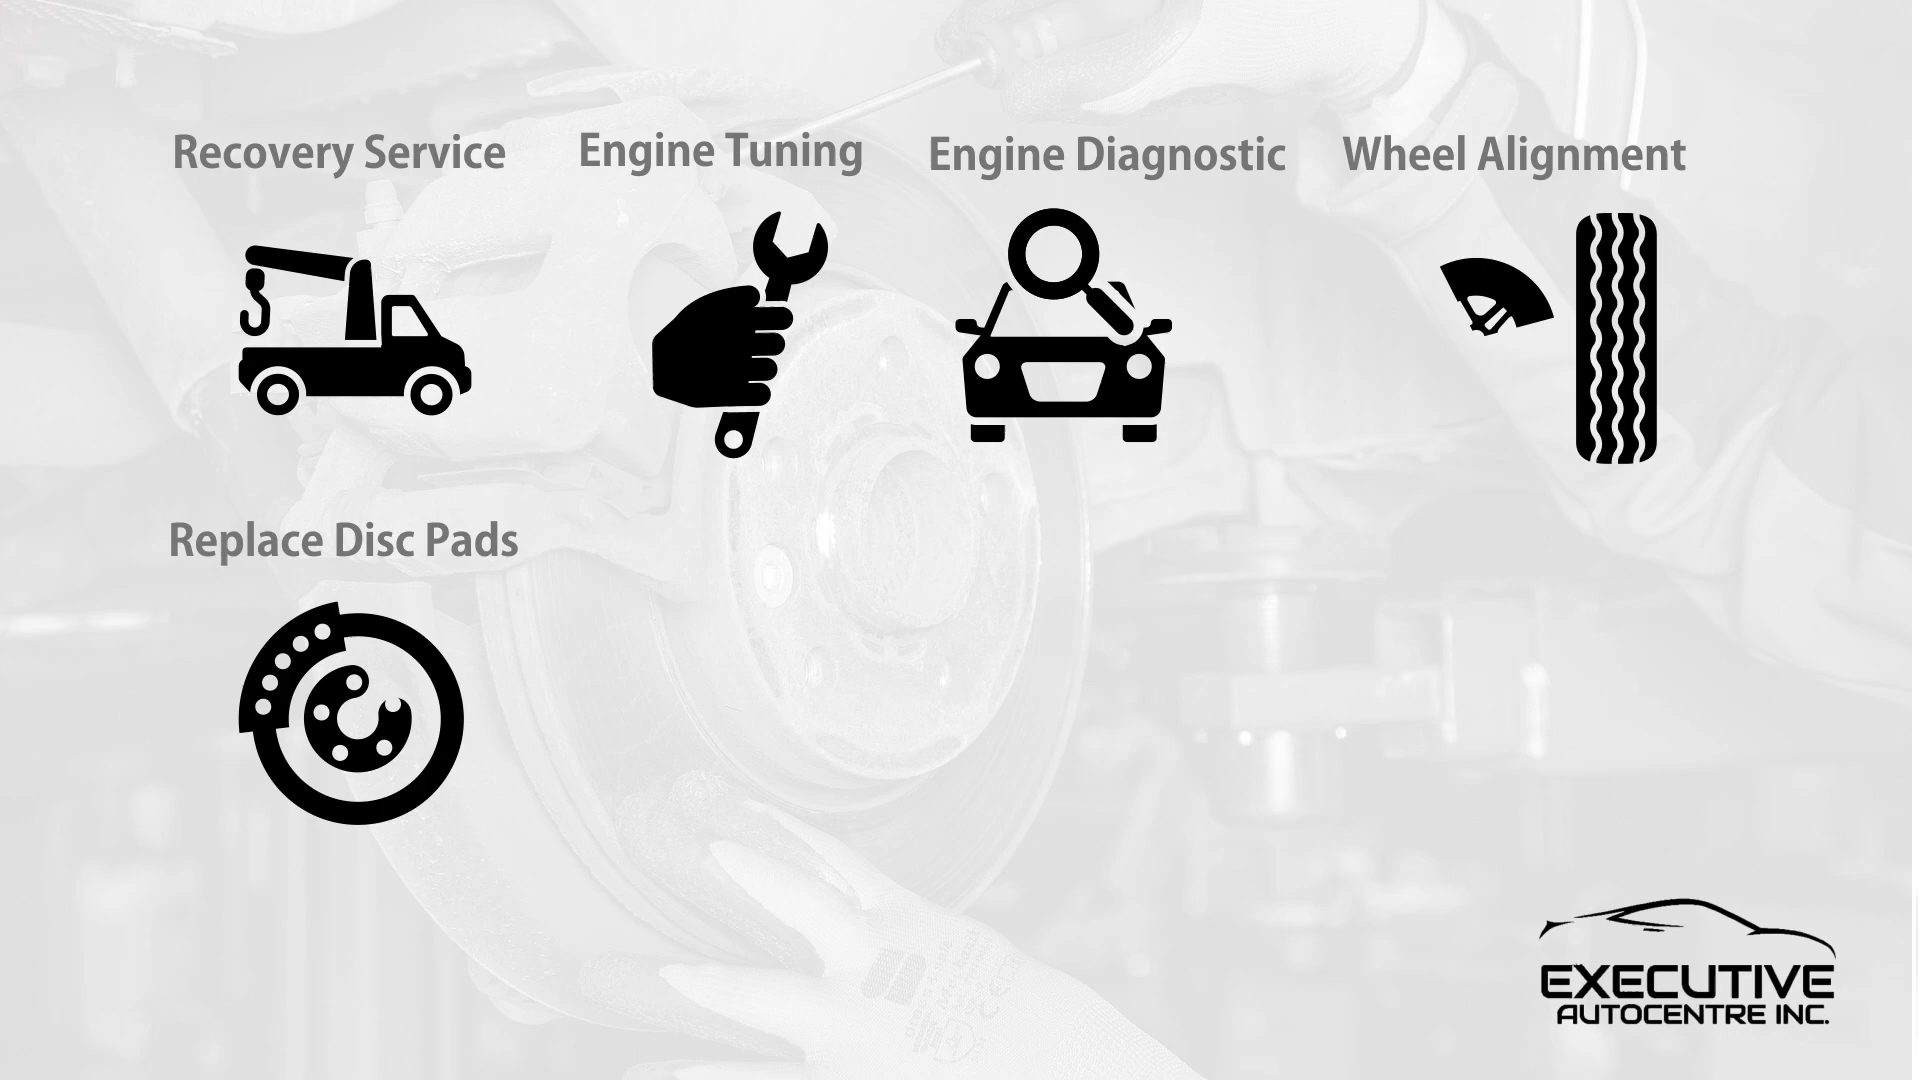 Recovery Service
Engine Tuning
Engine Diagnostic
Wheel Alignment
Replace Disc Pads
EXECUTIVE
AUTOCENTRE INC.